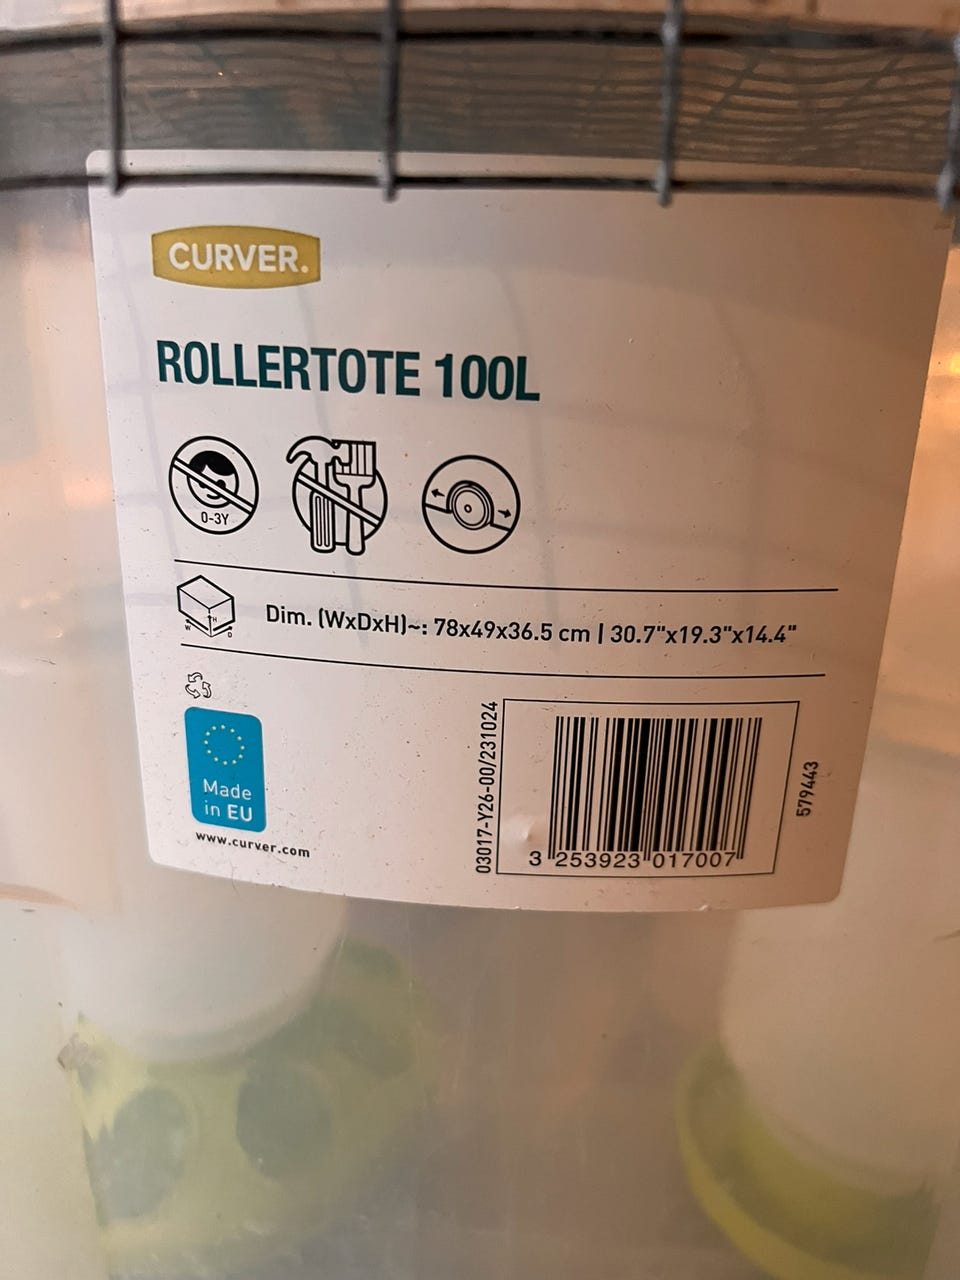 CURVER.
ROLLERTOTE 100L
0-3Y
H
W D
Dim. (WxDxH)~: 78x49x36.5 cm | 30.7"x19.3"x14.4"
Made
in EU
www.curver.com
03017-Y26-00/231024
3 253923 017007
579443